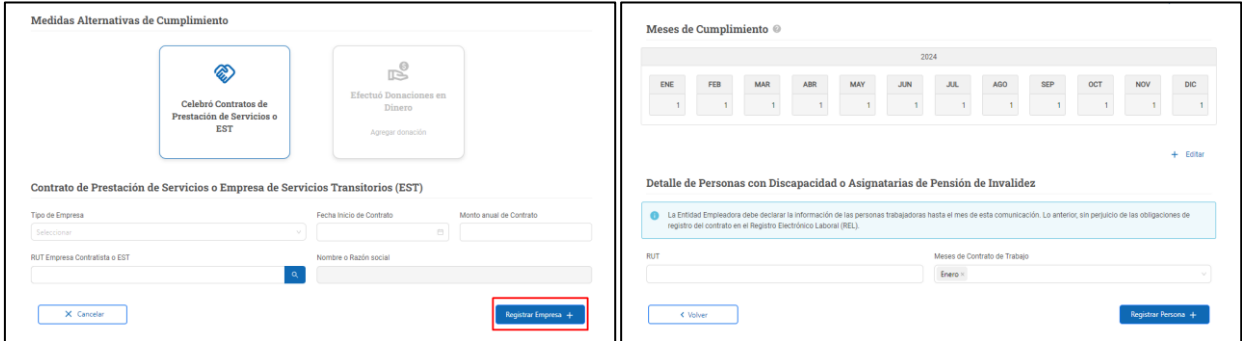 Medidas Alternativas de Cumplimiento
Celebró Contratos de
Prestación de Servicios o
EST
Efectuó Donaciones en
Dinero
Agregar donación
Contrato de Prestación de Servicios o Empresa de Servicios Transitorios (EST)
Tipo de Empresa
Fecha Inicio de Contrato
Monto anual de Contrato
Seleccionar
RUT Empresa Contratista o EST
Nombre o Razón social
Cancelar
Registrar Empresa +
Meses de Cumplimiento
2024
ENE FEB MAR ABR MAY JUN JUL AGO SEP OCT NOV DIC
1 1 1 1 1 1 1 1 1 1 1 1
+ Editar
Detalle de Personas con Discapacidad o Asignatarias de Pensión de Invalidez
La Entidad Empleadora debe declarar la información de las personas trabajadoras hasta el mes de esta comunicación. Lo anterior, sin perjuicio de las obligaciones de
registro del contrato en el Registro Electrónico Laboral (REL).
RUT
Meses de Contrato de Trabajo
Enero ×
< Volver
Registrar Persona +